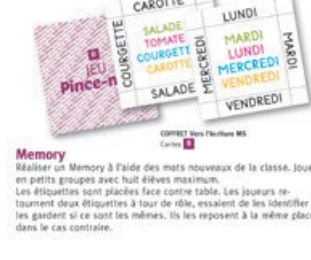 CAROTTE
LUNDI
COURGETTE
SALADE
TOMATE
COURGETT
CAROTTE
MERCREDI
MARDI
LUNDI
MERCREDI
VENDREDI
MARDI
JEU
Pince-n
SALADE
VENDREDI
COFFRET Vers l'écriture MS
Cartes
Memory
Réaliser un Memory à l'aide des mots nouveaux de la classe. Joue
en petits groupes avec huit élèves maximum.
Les étiquettes sont placées face contre table. Les joueurs re-
tournent deux étiquettes à tour de rôle, essaient de les identifier
les gardent si ce sont les mêmes. Ils les reposent à la même plac
dans le cas contraire.